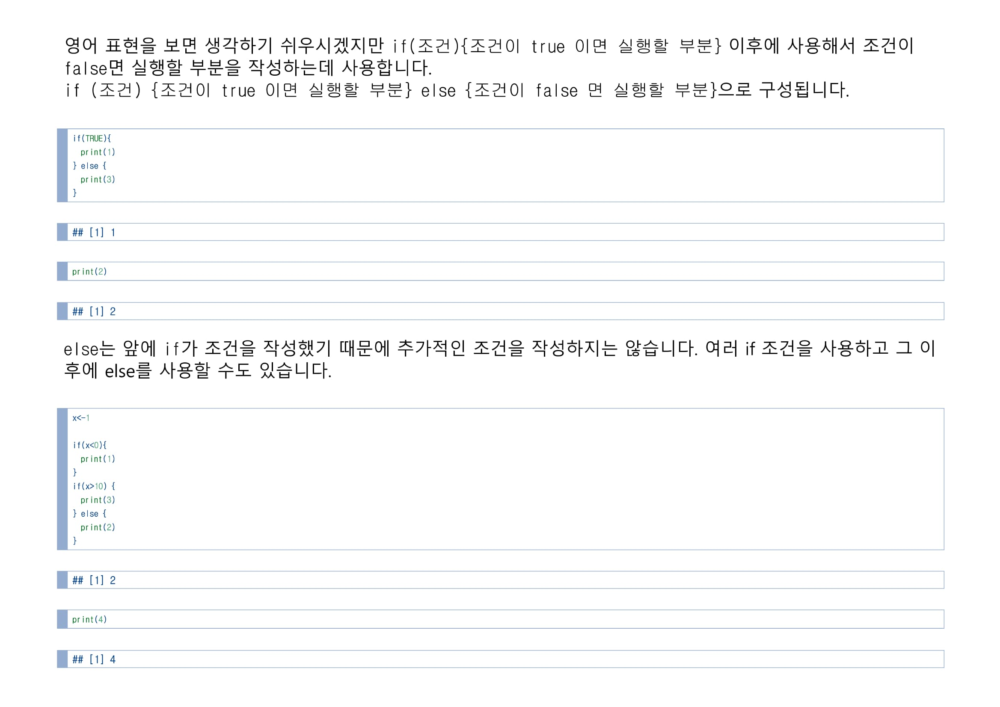 영어 표현을 보면 생각하기 쉬우시겠지만 if(조건){조건이 true 이면 실행할 부분} 이후에 사용해서 조건이
false면 실행할 부분을 작성하는데 사용합니다.
if (조건) {조건이 true 이면 실행할 부분} else {조건이 false 면 실행할 부분}으로 구성됩니다.
if(TRUE){
  print(1)
} else {
  print(3)
}
## [1] 1
print(2)
## [1] 2
else는 앞에 if가 조건을 작성했기 때문에 추가적인 조건을 작성하지는 않습니다. 여러 if 조건을 사용하고 그 이
후에 else를 사용할 수도 있습니다.
x<-1
if(x<0){
  print(1)
}
if(x>10) {
  print(3)
} else {
  print(2)
}
## [1] 2
print(4)
## [1] 4